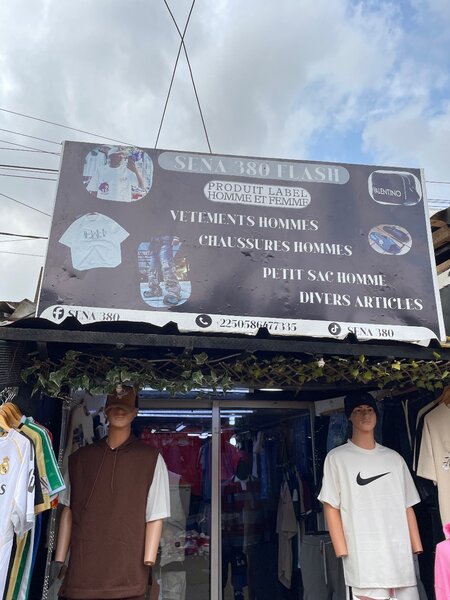 SENA 380 FLASH
PRODUIT LABEL
HOMME ET FEMME
VALENTINO
VETEMENTS HOMMES
CHAUSSURES HOMMES
PETIT SAC HOMME
DIVERS ARTICLES
SENA 380
+2250586477335
SENA 380